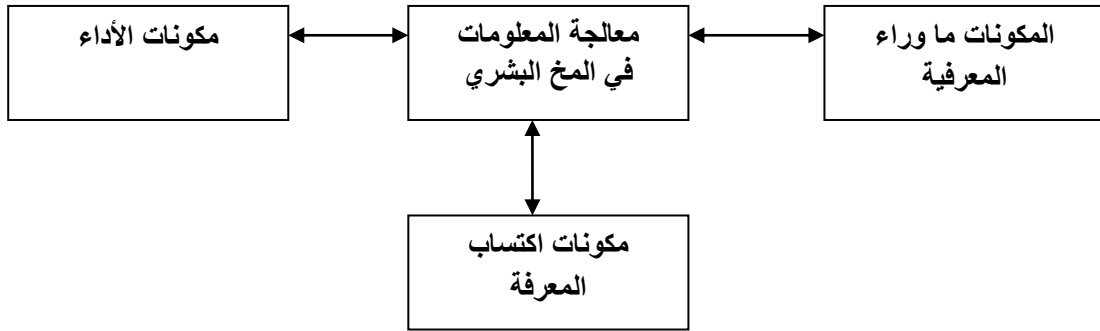 المكونات ما وراء
المعرفية
معالجة المعلومات
في المخ البشري
مكونات الأداء
مكونات اكتساب
المعرفة